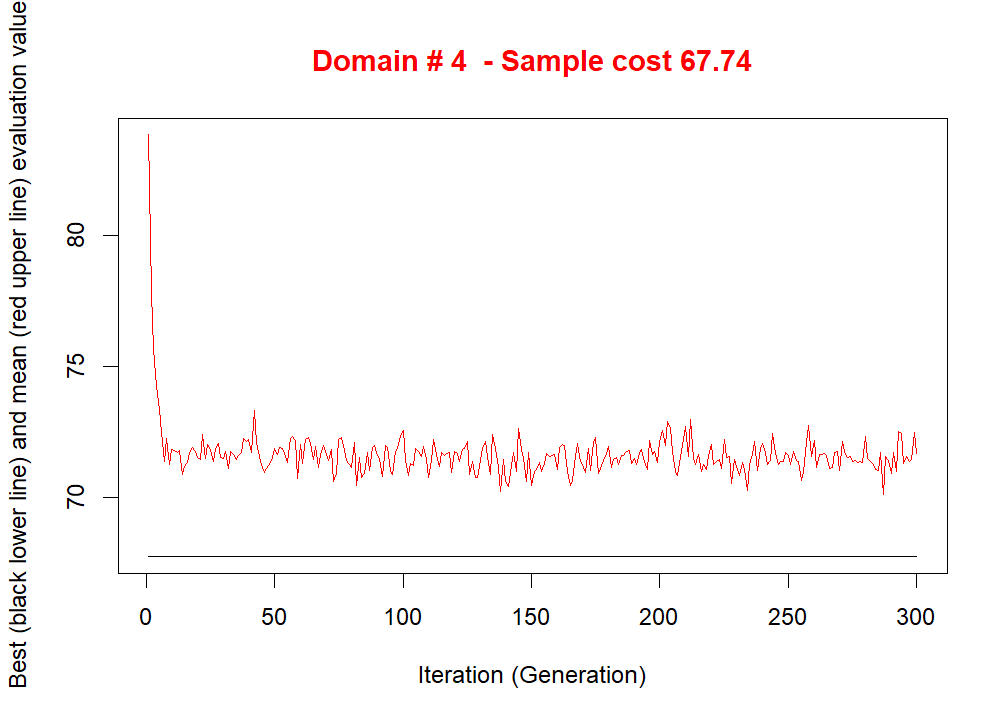 Domain # 4  - Sample cost 67.74
Best (black lower line) and mean (red upper line) evaluation value
80
75
70
0 50 100 150 200 250 300
Iteration (Generation)